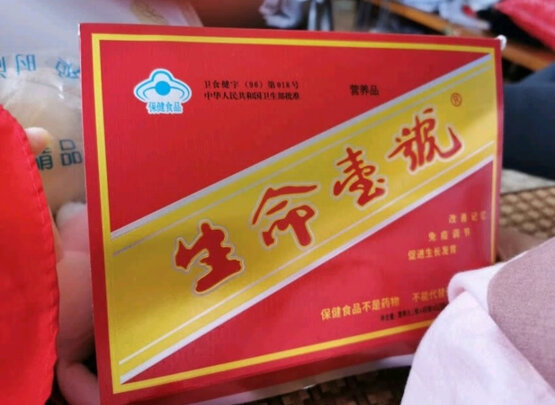 保健食品
卫食健字（96）第018号
中华人民共和国卫生部批准
营养品
生命壹號®
改善记忆
免疫调节
促进生长发育
保健食品不是药物 不能代替
品